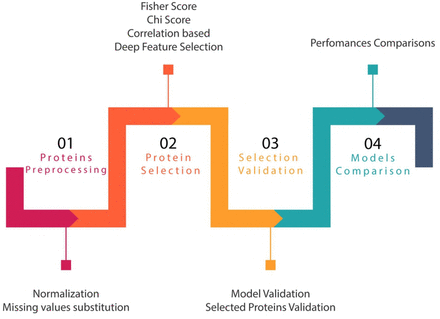 Fisher Score
Chi Score
Correlation based
Deep Feature Selection
Perfomances Comparisons
01
Proteins
Preprocessing
02
Protein
Selection
03
Selection
Validation
04
Models
Comparison
Normalization
Missing values substitution
Model Validation
Selected Proteins Validation